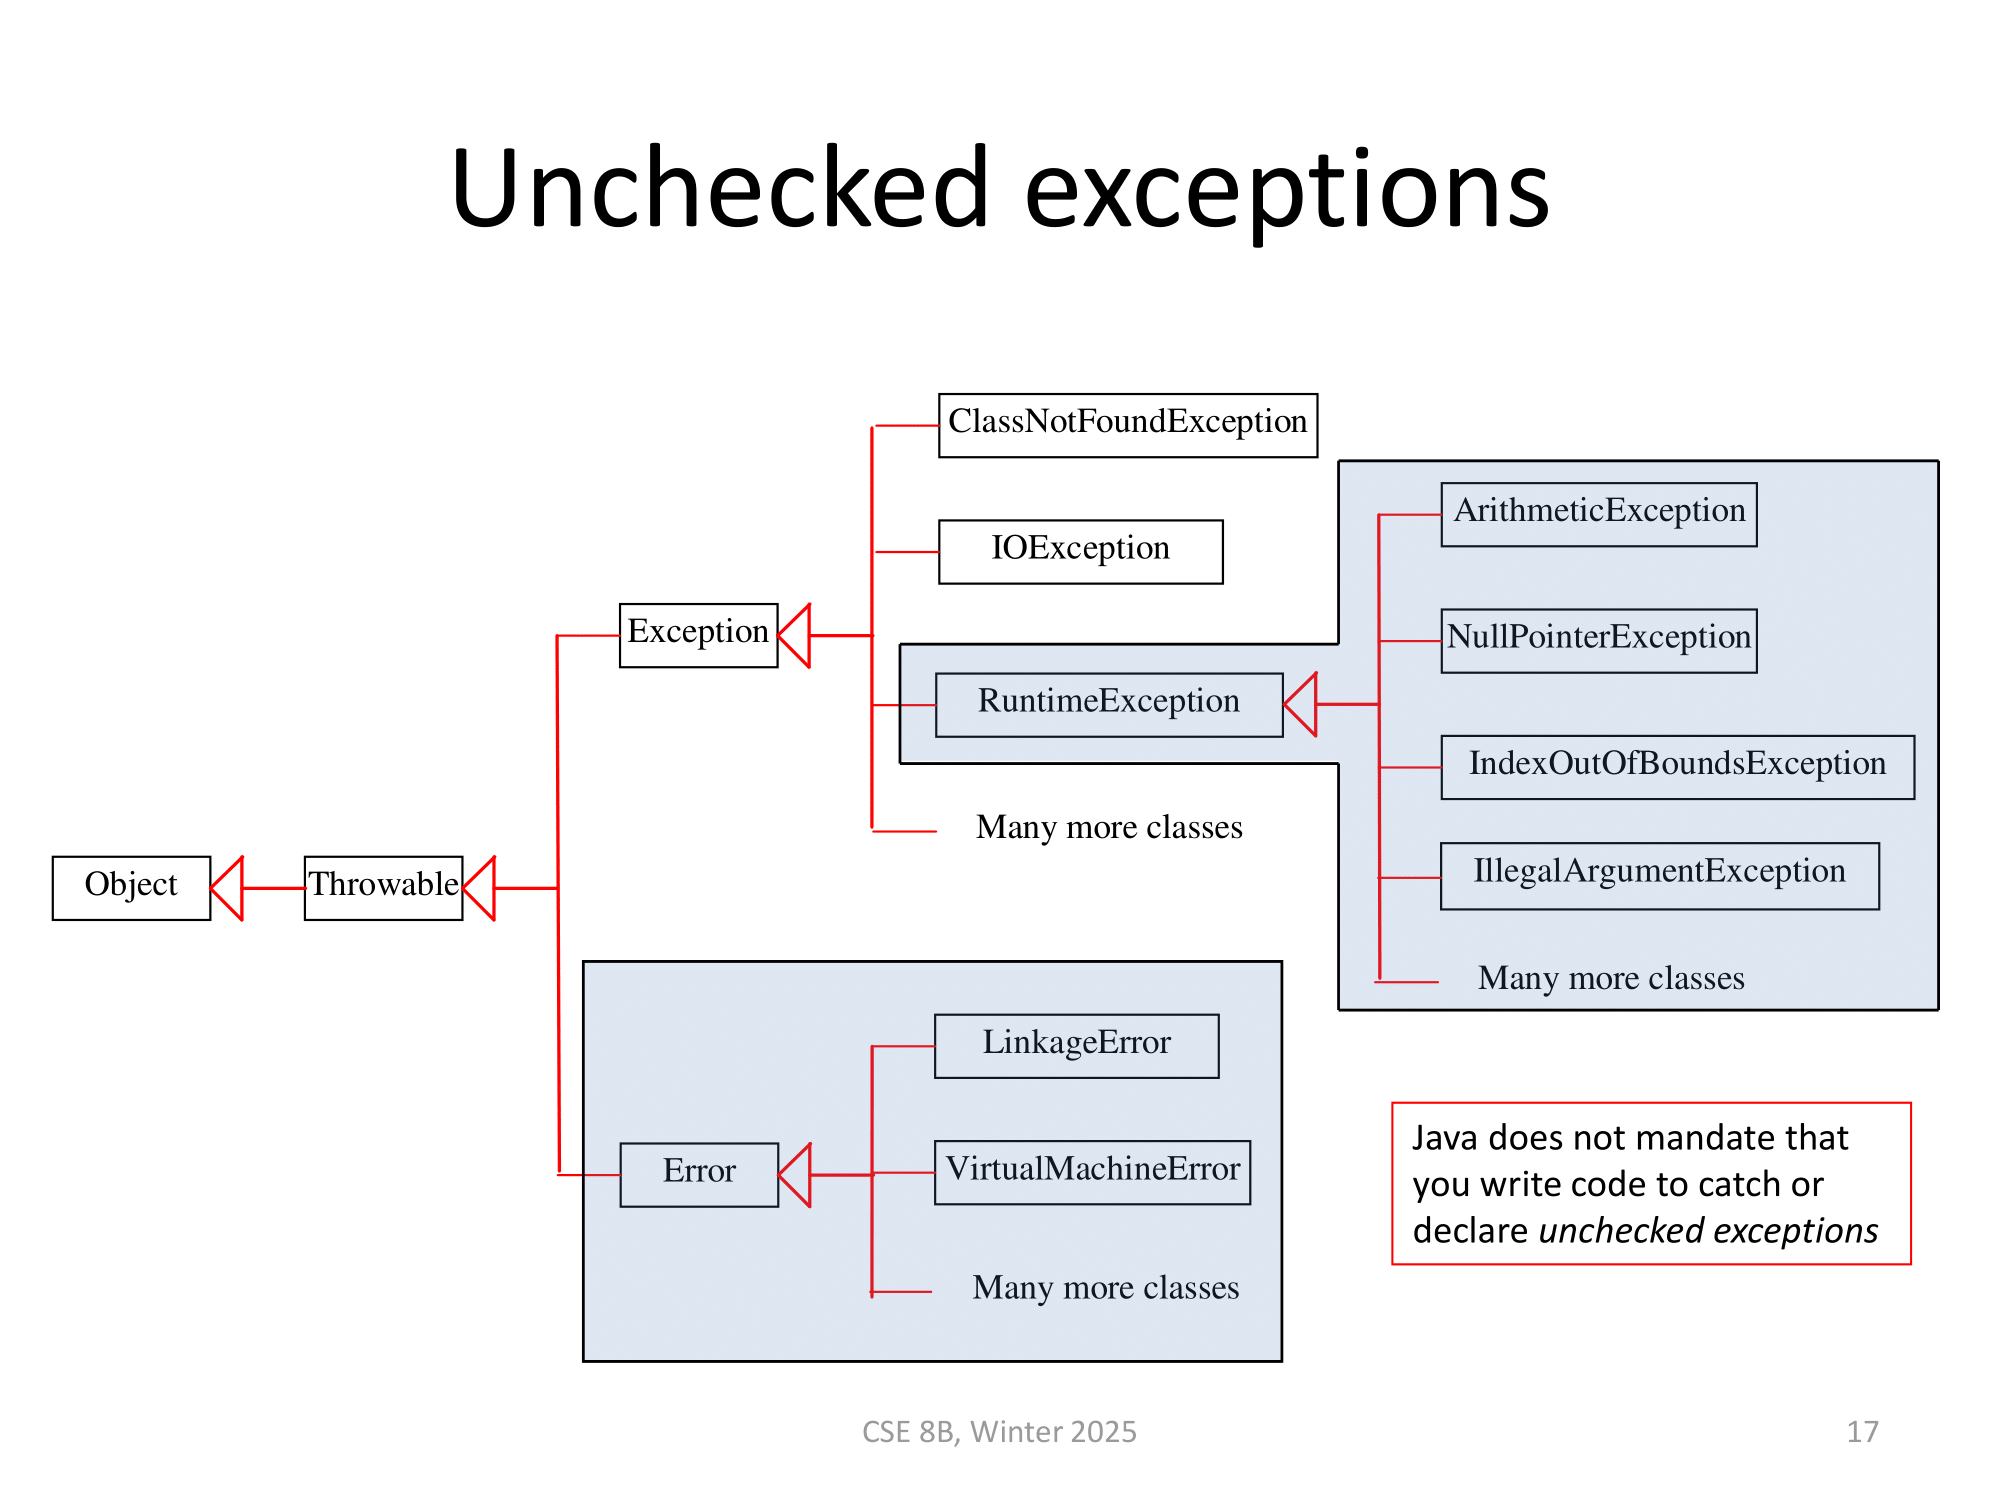 Unchecked exceptions
ClassNotFoundException
ArithmeticException
IOException
Exception
NullPointerException
RuntimeException
IndexOutOfBoundsException
Many more classes
Object
Throwable
IllegalArgumentException
Many more classes
LinkageError
Error
VirtualMachineError
Many more classes
Java does not mandate that
you write code to catch or
declare unchecked exceptions
CSE 8B, Winter 2025
17